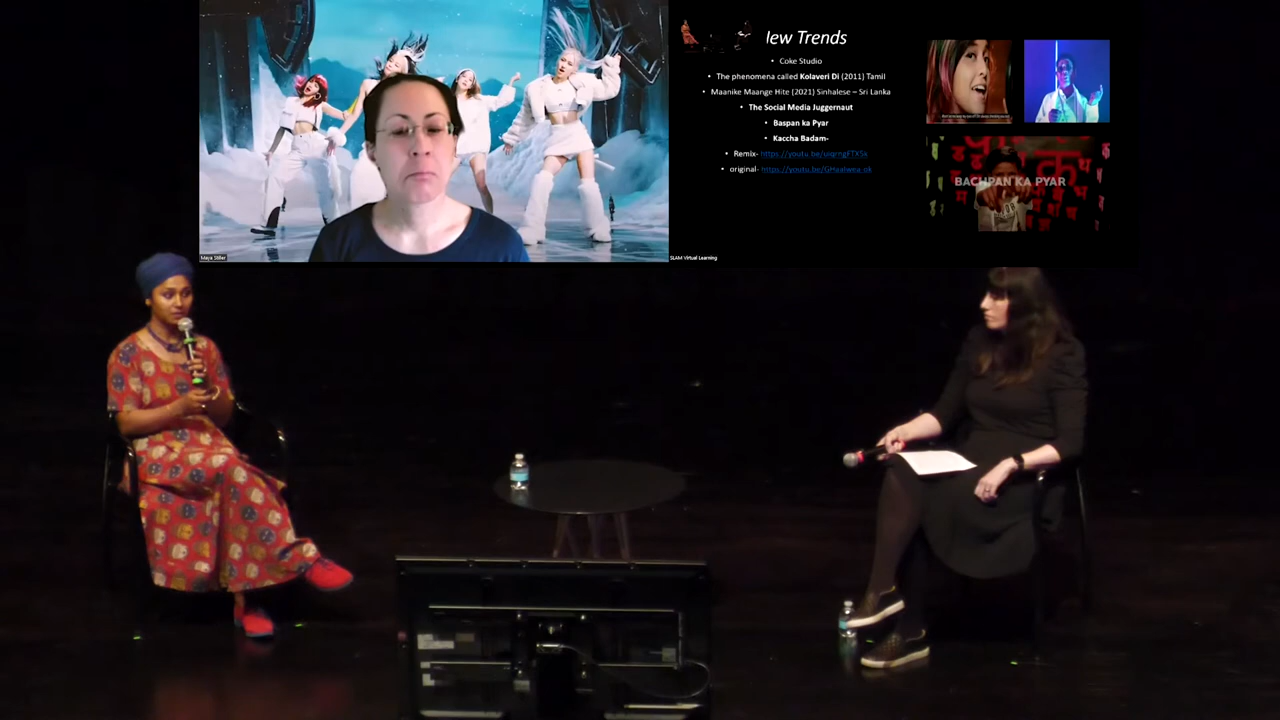 lew Trends
• Coke Studio
• The phenomena called Kolaveri Di (2011) Tamil
• Maanike Maange Hite (2021) Sinhalese – Sri Lanka
• The Social Media Juggernaut
• Baspan ka Pyar
• Kaccha Badam-
• Remix-
• original-
BACHPAN KA PYAR
Maya Stiller
SLAM Virtual Learning